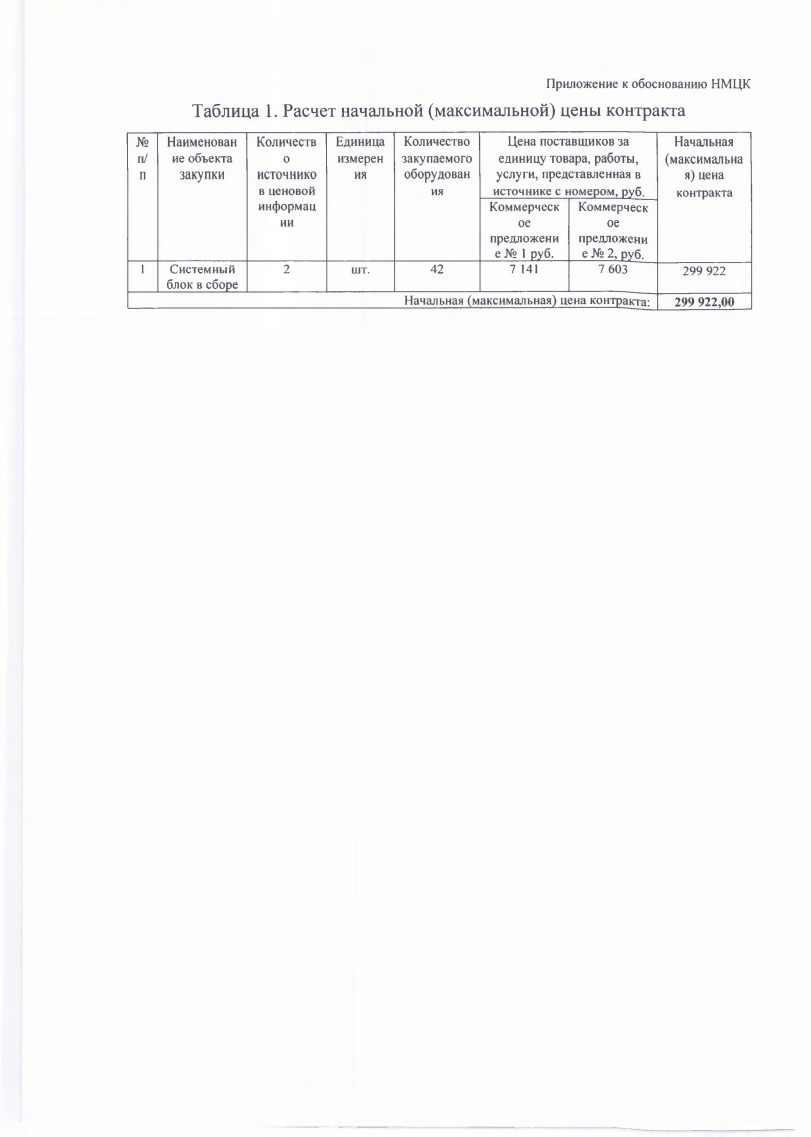 Приложение к обоснованию НМЦК
Таблица 1. Расчет начальной (максимальной) цены контракта
№
п/
п
Наименован
ие объекта
закупки
Количеств
о
источнико
в ценовой
информац
ии
Единица
измерен
ия
Количество
закупаемого
оборудован
ия
Цена поставщиков за
единицу товара, работы,
услуги, представленная в
источнике с номером, руб.
Коммерческ
ое
предложени
е № 1 руб.
Коммерческ
ое
предложени
е № 2, руб.
Начальная
(максимальна
я) цена
контракта
1
Системный
блок в сборе
2
шт.
42
7 141
7 603
299 922
Начальная (максимальная) цена контракта:
299 922,00